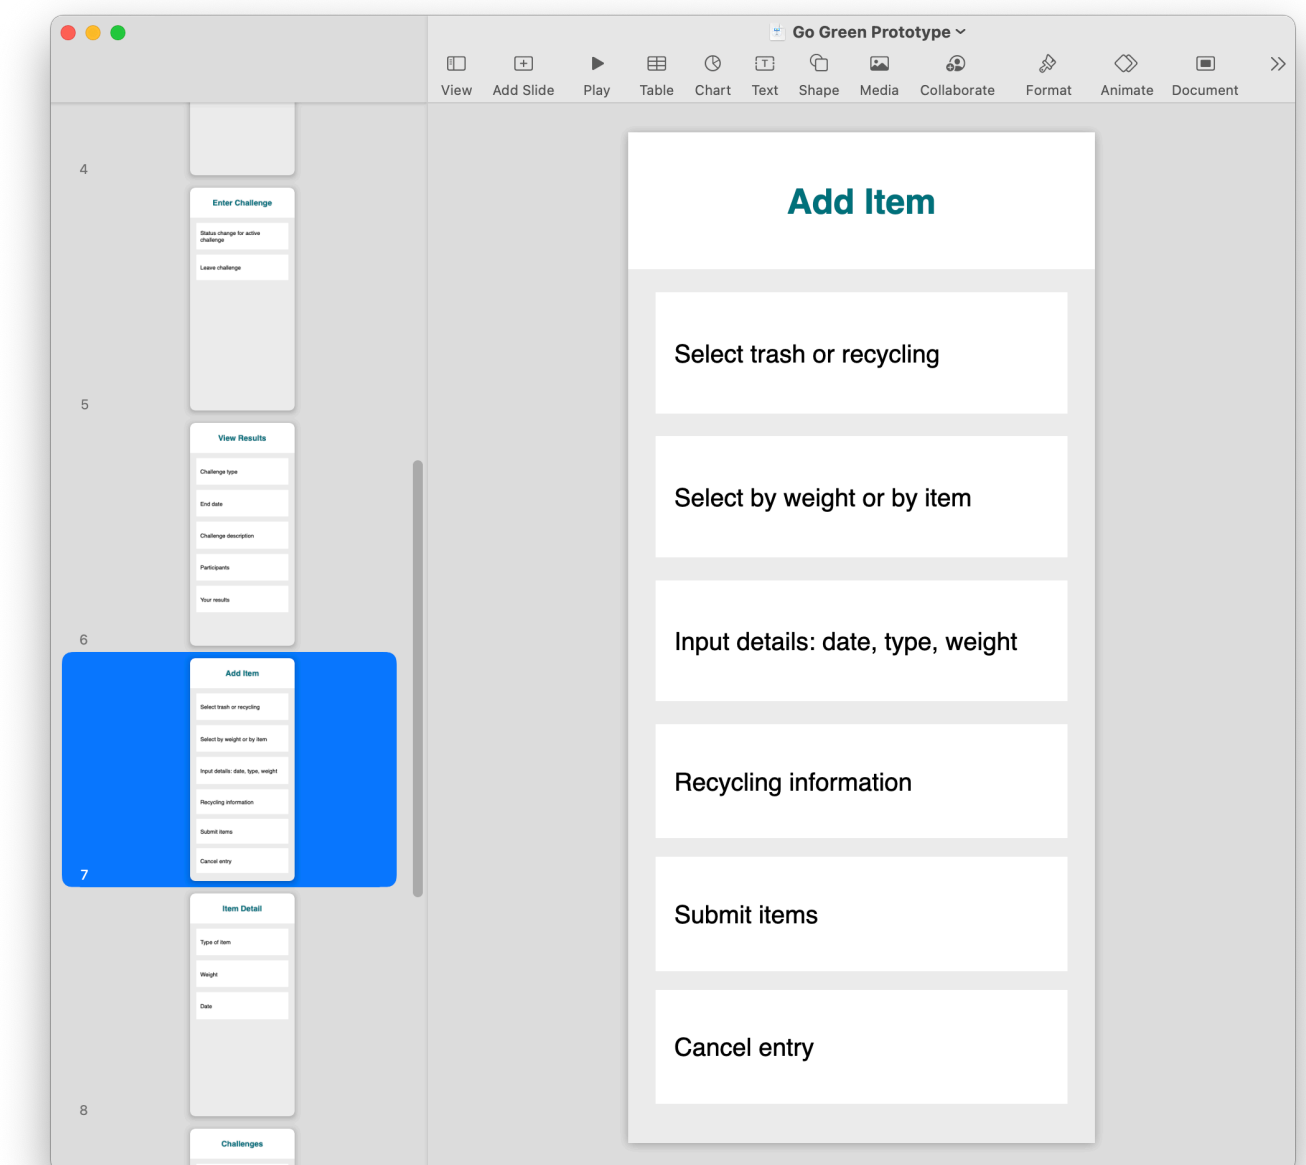 Go Green Prototype
View
Add Slide
Play
Table
Chart
Text
Shape
Media
Collaborate
Format
Animate
Document
4
Enter Challenge
Status change for active
challenge
Leave challenge
5
View Results
Challenge type
End date
Challenge description
Participants
Your results
6
Add Item
Select trash or recycling
Select by weight or by item
Input details: date, type, weight
Recycling information
Submit items
Cancel entry
7
Item Detail
Type of item
Weight
Date
8
Challenges
Add Item
Select trash or recycling
Select by weight or by item
Input details: date, type, weight
Recycling information
Submit items
Cancel entry